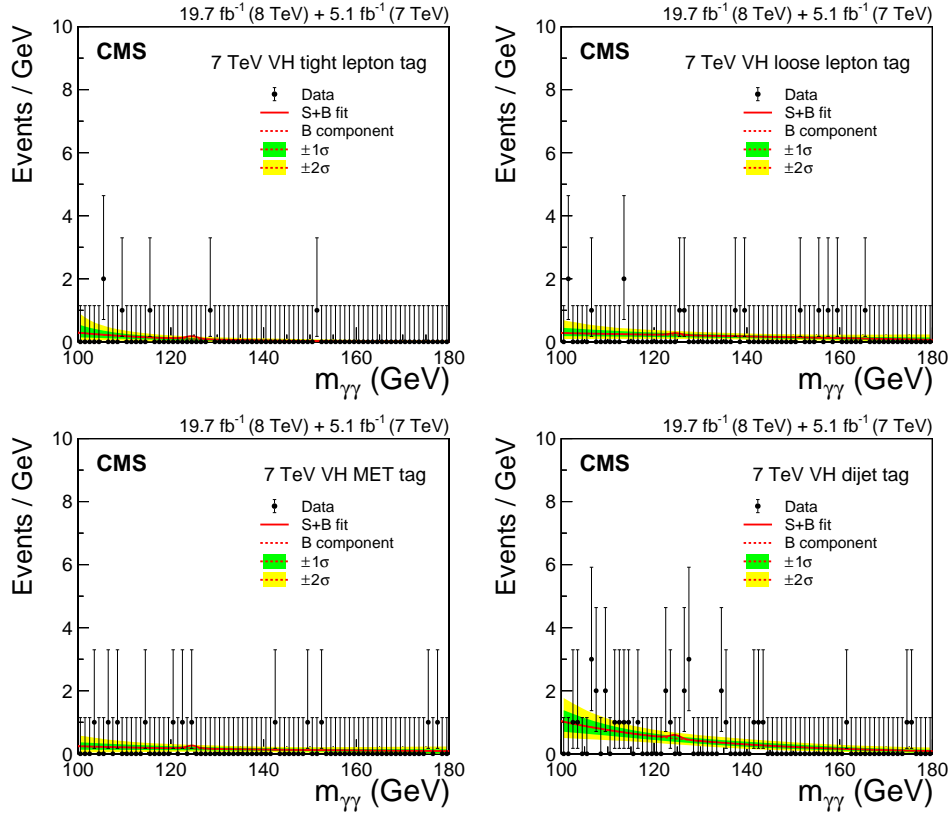 19.7 fb⁻¹ (8 TeV) + 5.1 fb⁻¹ (7 TeV)
CMS
7 TeV VH tight lepton tag
Data
S+B fit
B component
±1σ
±2σ
Events / GeV
10
8
6
4
2
0
100 120 140 160 180
mγγ (GeV)
19.7 fb⁻¹ (8 TeV) + 5.1 fb⁻¹ (7 TeV)
CMS
7 TeV VH loose lepton tag
Data
S+B fit
B component
±1σ
±2σ
Events / GeV
10
8
6
4
2
0
100 120 140 160 180
mγγ (GeV)
19.7 fb⁻¹ (8 TeV) + 5.1 fb⁻¹ (7 TeV)
CMS
7 TeV VH MET tag
Data
S+B fit
B component
±1σ
±2σ
Events / GeV
10
8
6
4
2
0
100 120 140 160 180
mγγ (GeV)
19.7 fb⁻¹ (8 TeV) + 5.1 fb⁻¹ (7 TeV)
CMS
7 TeV VH dijet tag
Data
S+B fit
B component
±1σ
±2σ
Events / GeV
10
8
6
4
2
0
100 120 140 160 180
mγγ (GeV)